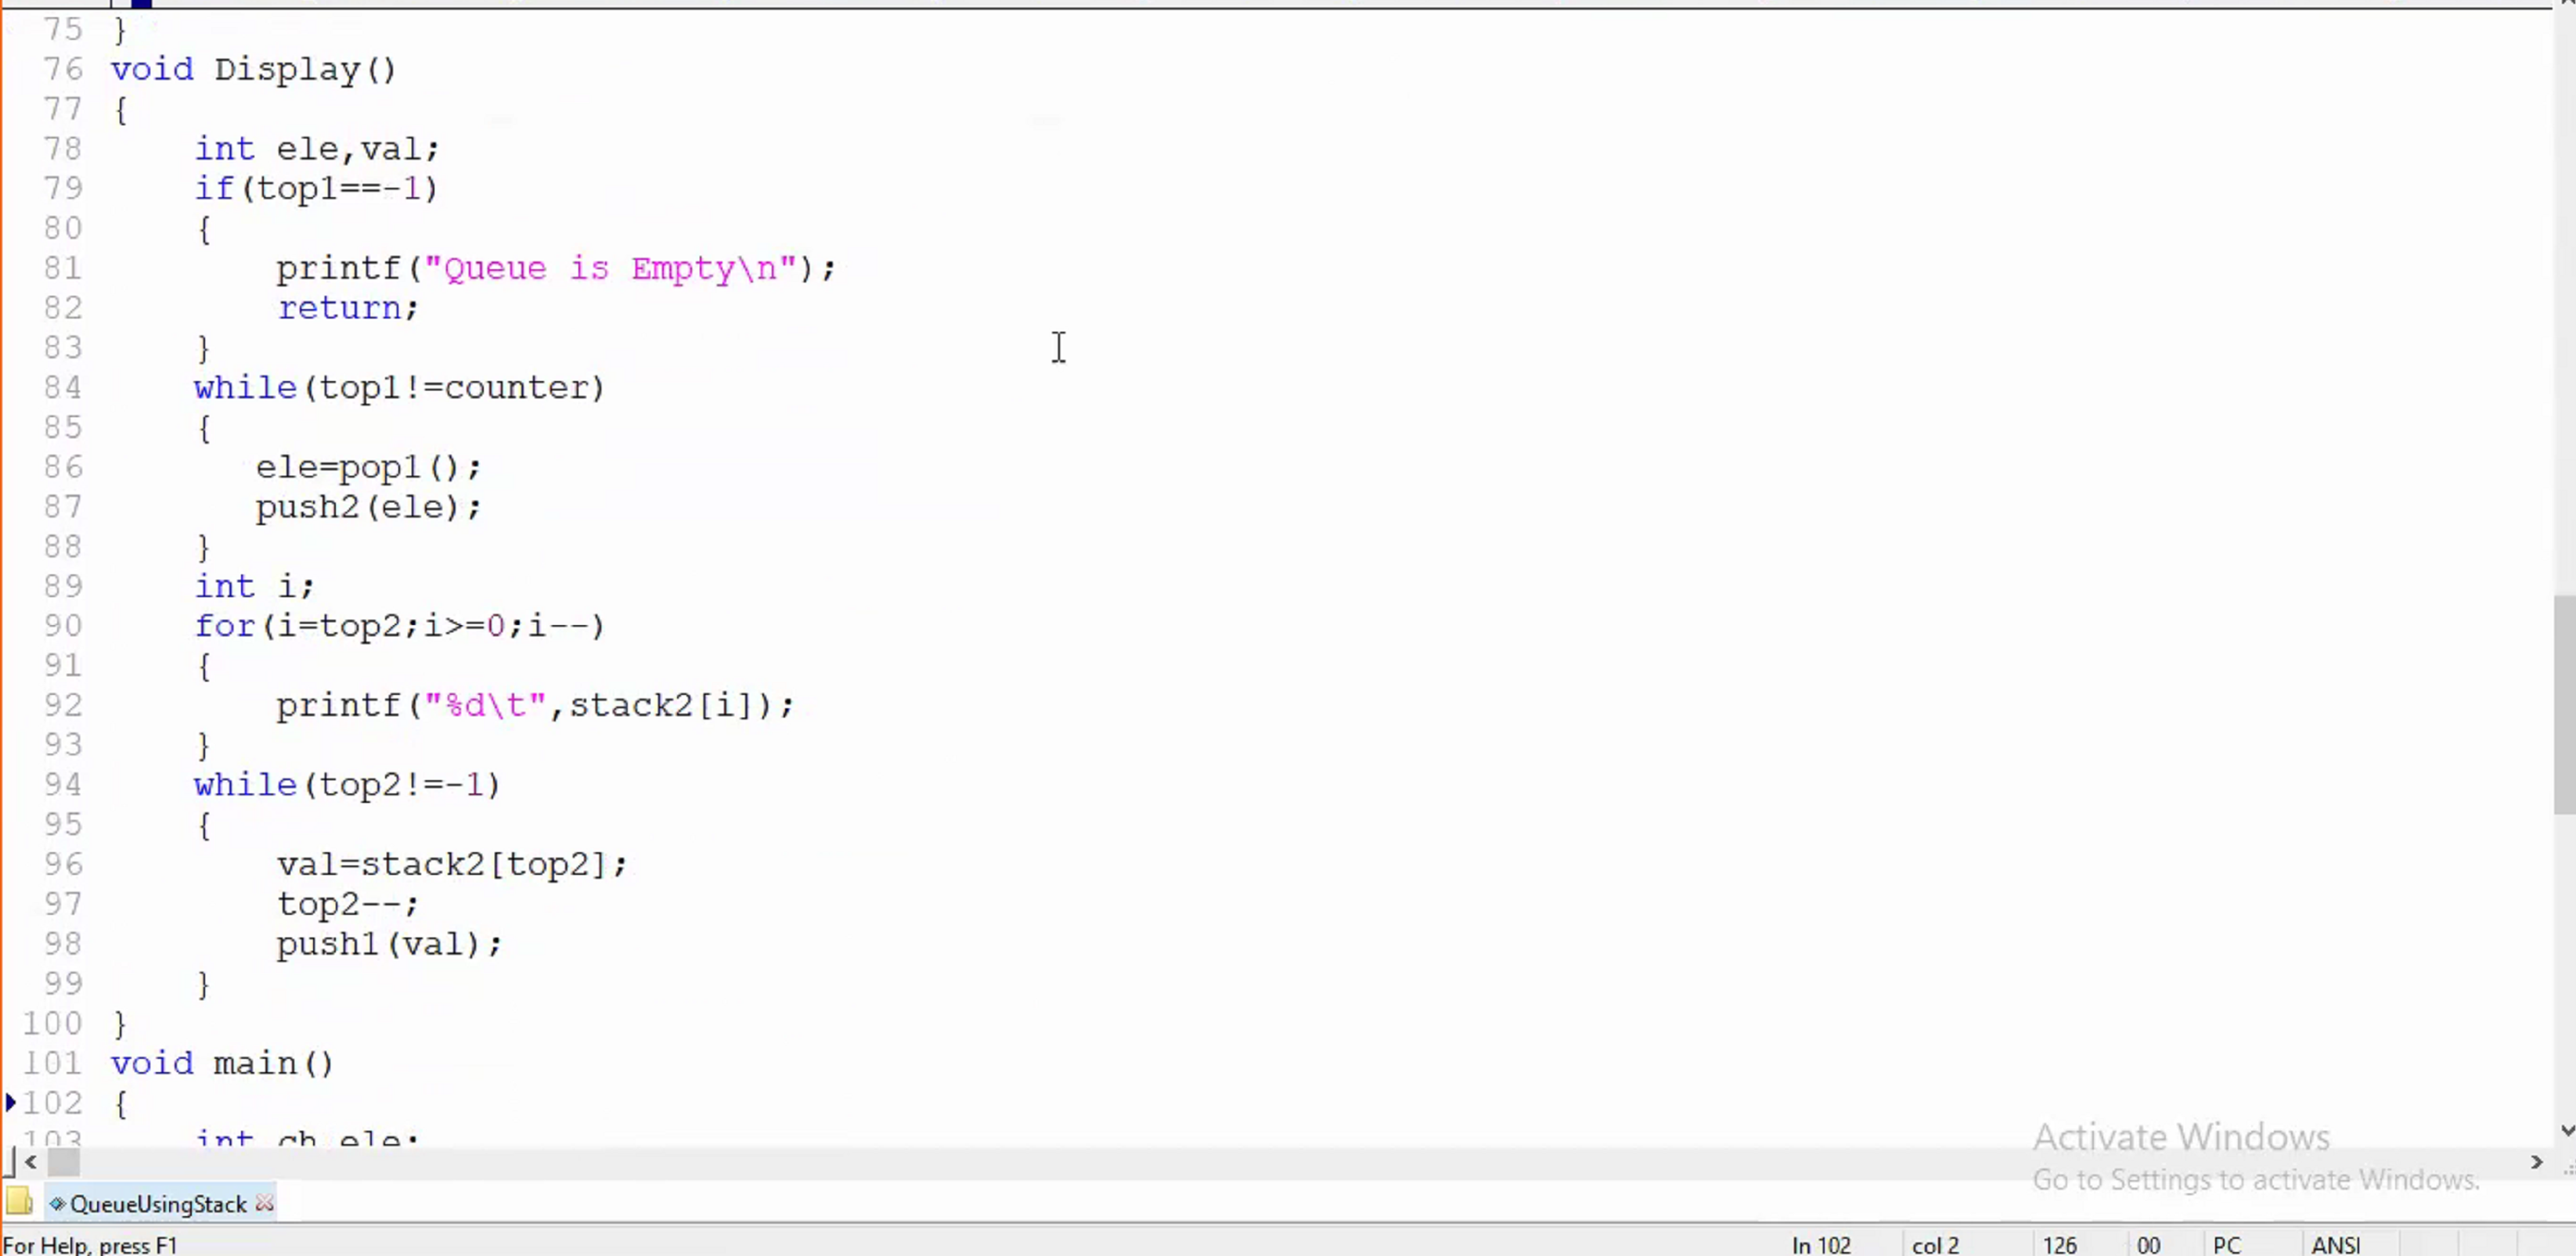 75 }
76 void Display()
77 {
78 int ele,val;
79 if(top1==-1)
80 {
81 printf("Queue is Empty\n");
82 return;
83 }
84 while(top1!=counter)
85 {
86 ele=pop1();
87 push2(ele);
88 }
89 int i;
90 for(i=top2;i>=0;i--)
91 {
92 printf("%d\t",stack2[i]);
93 }
94 while(top2!=-1)
95 {
96 val=stack2[top2];
97 top2--;
98 push1(val);
99 }
100 }
101 void main()
102 {
103 int ch,ele;
Activate Windows
Go to Settings to activate Windows.
QueueUsingStack
For Help, press F1 ln 102 col 2 126 00 PC ANSI